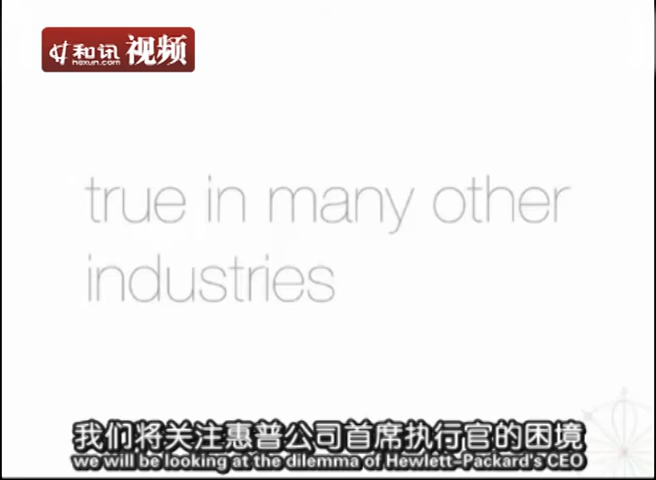 和讯 视频
hexun.com
true in many other
industries
我们将关注惠普公司首席执行官的困境
we will be looking at the dilemma of Hewlett-Packard's CEO